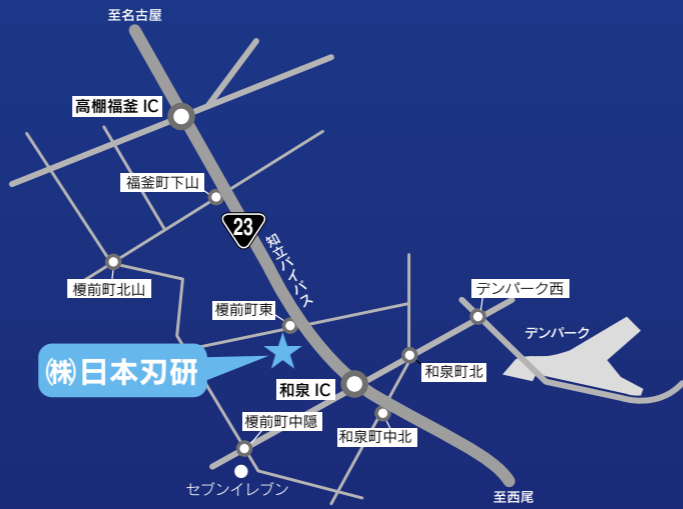 至名古屋
高棚福釜 IC
福釜町下山
23
知立バイパス
榎前町北山
デンパーク西
榎前町東
デンパーク
㈱日本刃研
和泉 IC
和泉町北
榎前町中隠
和泉町中北
セブンイレブン
至西尾